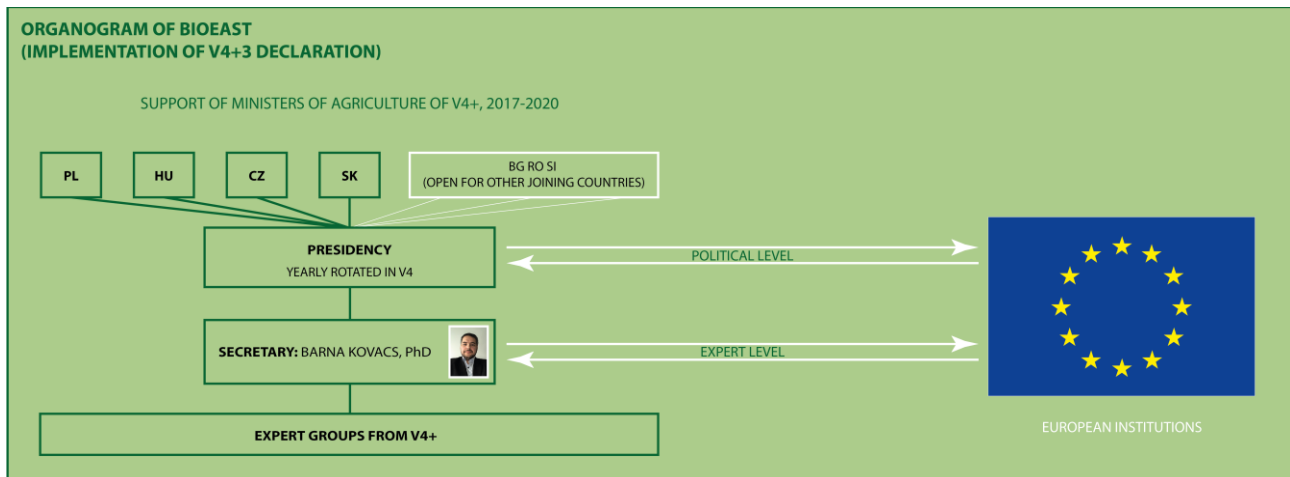 ORGANOGRAM OF BIOEAST
(IMPLEMENTATION OF V4+3 DECLARATION)
SUPPORT OF MINISTERS OF AGRICULTURE OF V4+, 2017-2020
PL
HU
CZ
SK
BG RO SI
(OPEN FOR OTHER JOINING COUNTRIES)
PRESIDENCY
YEARLY ROTATED IN V4
POLITICAL LEVEL
SECRETARY: BARNA KOVACS, PhD
EXPERT LEVEL
EXPERT GROUPS FROM V4+
EUROPEAN INSTITUTIONS